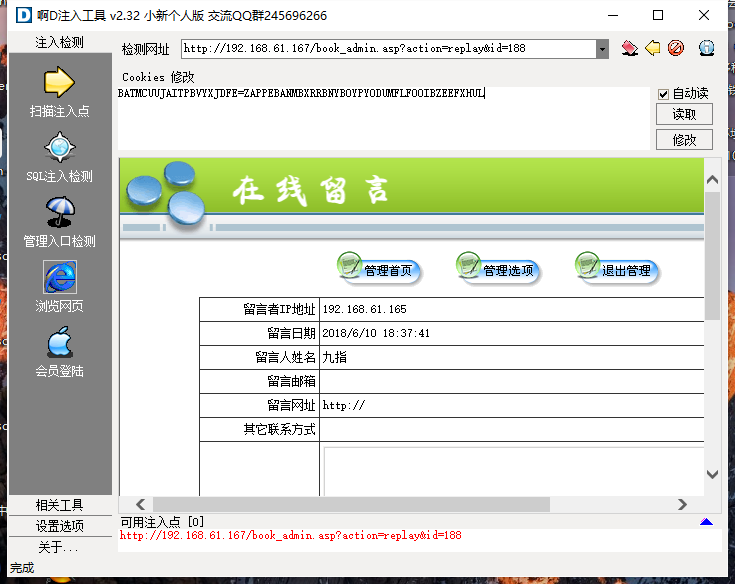 啊D注入工具 v2.32 小新个人版 交流QQ群245696266
注入检测
扫描注入点
SQL注入检测
管理入口检测
浏览网页
会员登陆
相关工具
设置选项
关于...
检测网址 http://192.168.61.167/book_admin.asp?action=replay&id=188
Cookies 修改
BATMCUUJAITPBVYXJDFE=ZAPPEBANMBXRRBNYBOYPYODUMFLFOOIBZEEFXHUL
自动读
读取
修改
在线留言
管理首页 管理选项 退出管理
留言者IP地址 192.168.61.165
留言日期 2018/6/10 18:37:41
留言人姓名 九指
留言邮箱
留言网址 http://
其它联系方式
可用注入点 [0]
http://192.168.61.167/book_admin.asp?action=replay&id=188
完成